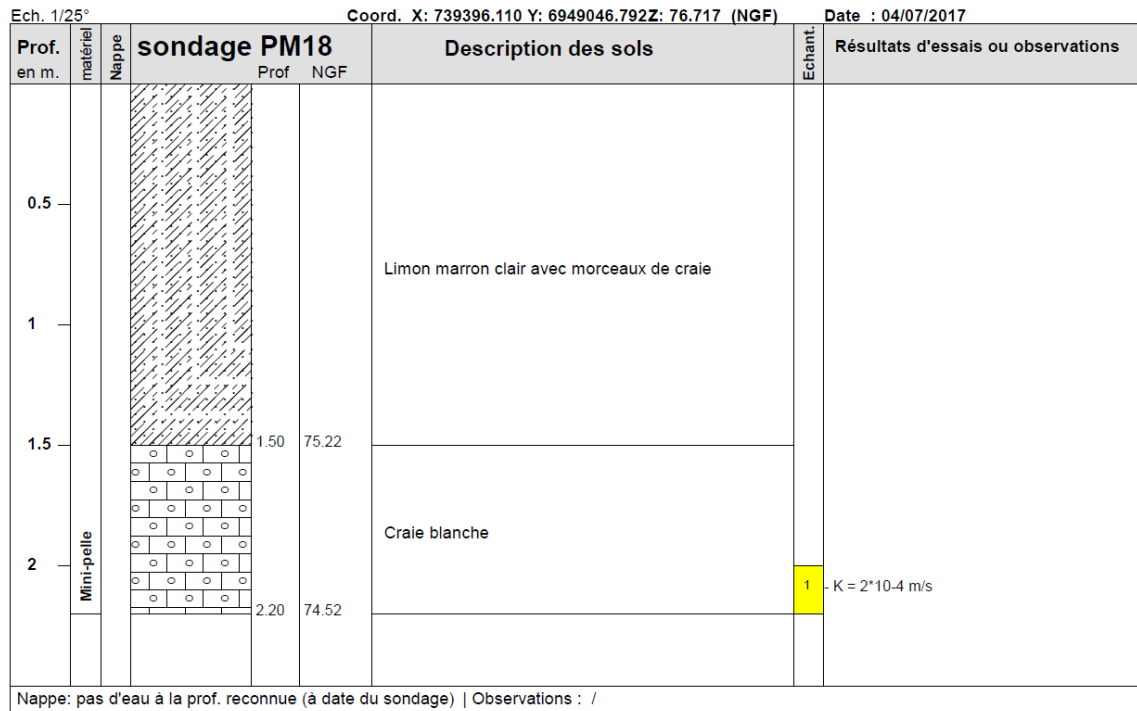 Ech. 1/25° Coord. X: 739396.110 Y: 6949046.792Z: 76.717 (NGF) Date : 04/07/2017
Prof. en m.
matériel
Nappe
sondage PM18
Prof NGF
Description des sols
Echant.
Résultats d'essais ou observations
0.5
Limon marron clair avec morceaux de craie
1
1.5
1.50 75.22
Craie blanche
2
Mini-pelle
1
- K = 2*10-4 m/s
2.20 74.52
Nappe: pas d'eau à la prof. reconnue (à date du sondage) | Observations : /